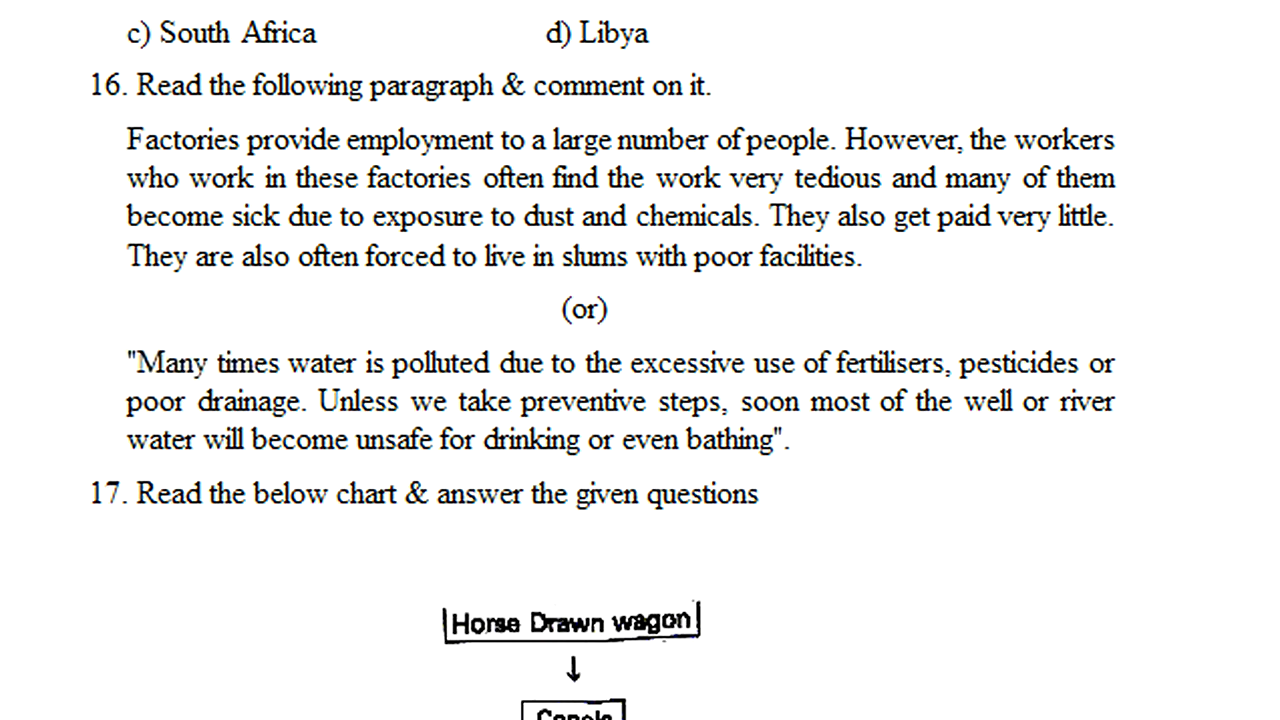 c) South Africa d) Libya
16. Read the following paragraph & comment on it.
Factories provide employment to a large number of people. However, the workers
who work in these factories often find the work very tedious and many of them
become sick due to exposure to dust and chemicals. They also get paid very little.
They are also often forced to live in slums with poor facilities.
(or)
"Many times water is polluted due to the excessive use of fertilisers, pesticides or
poor drainage. Unless we take preventive steps, soon most of the well or river
water will become unsafe for drinking or even bathing".
17. Read the below chart & answer the given questions
Horse Drawn wagon
↓